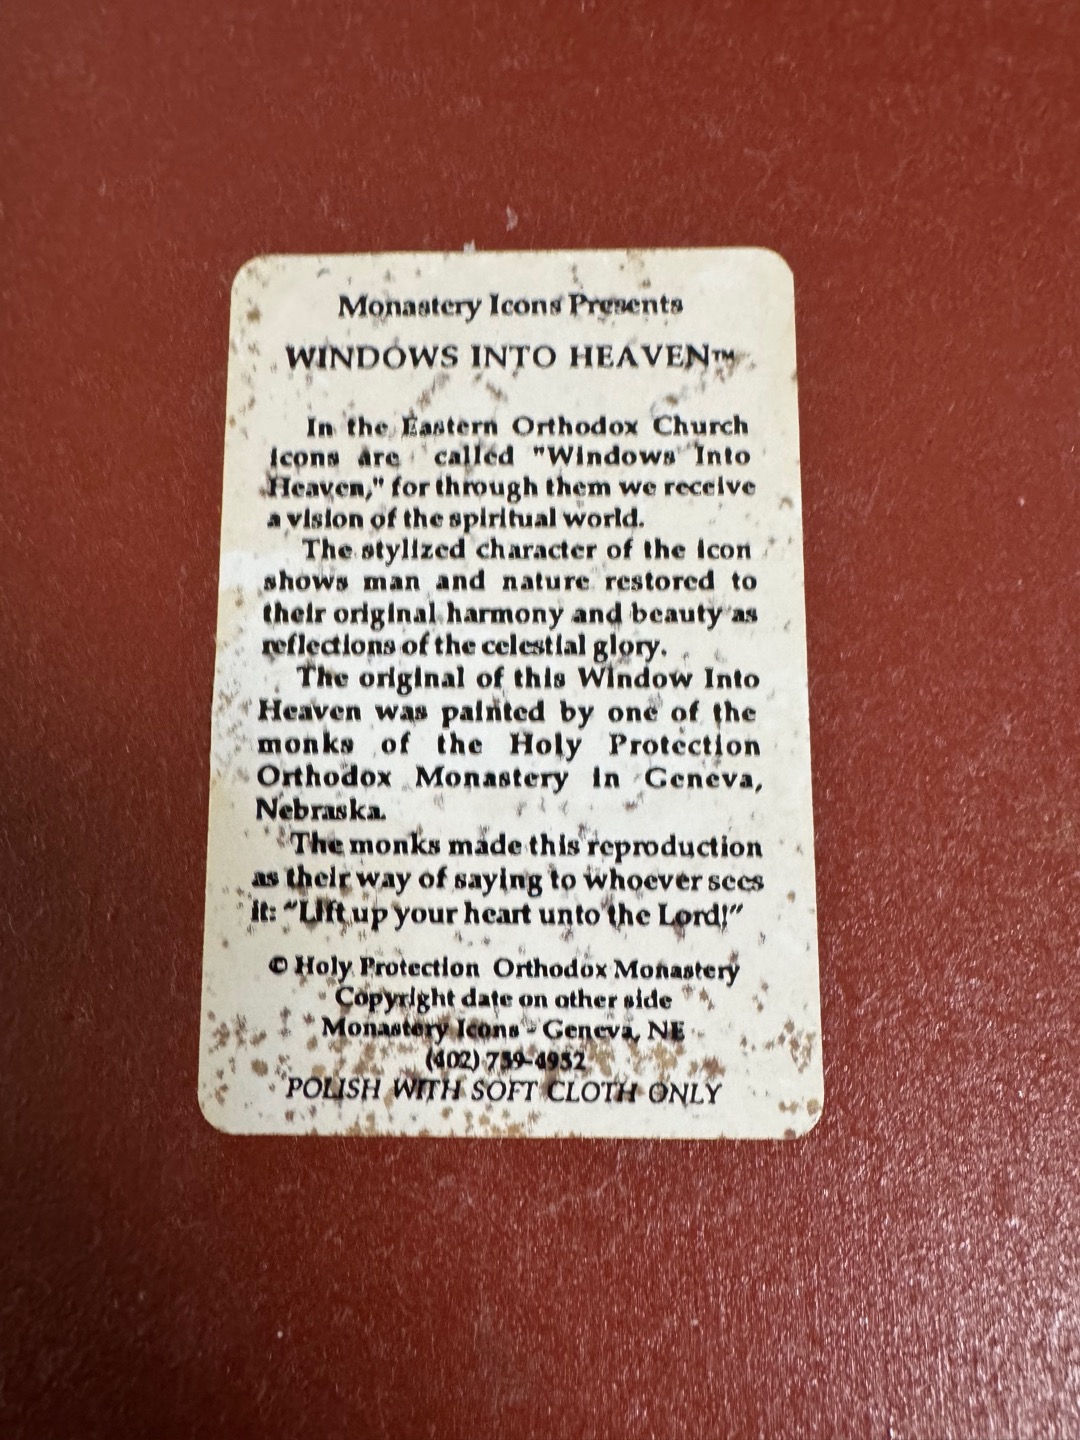 Monastery Icons Presents
WINDOWS INTO HEAVEN™
In the Eastern Orthodox Church
icons are called "Windows Into
Heaven," for through them we receive
a vision of the spiritual world.
The stylized character of the icon
shows man and nature restored to
their original harmony and beauty as
reflections of the celestial glory.
The original of this Window Into
Heaven was painted by one of the
monks of the Holy Protection
Orthodox Monastery in Geneva,
Nebraska.
The monks made this reproduction
as their way of saying to whoever sees
it: "Lift up your heart unto the Lord!"
© Holy Protection Orthodox Monastery
Copyright date on other side
Monastery Icons - Geneva, NE
(402) 759-4952
POLISH WITH SOFT CLOTH ONLY